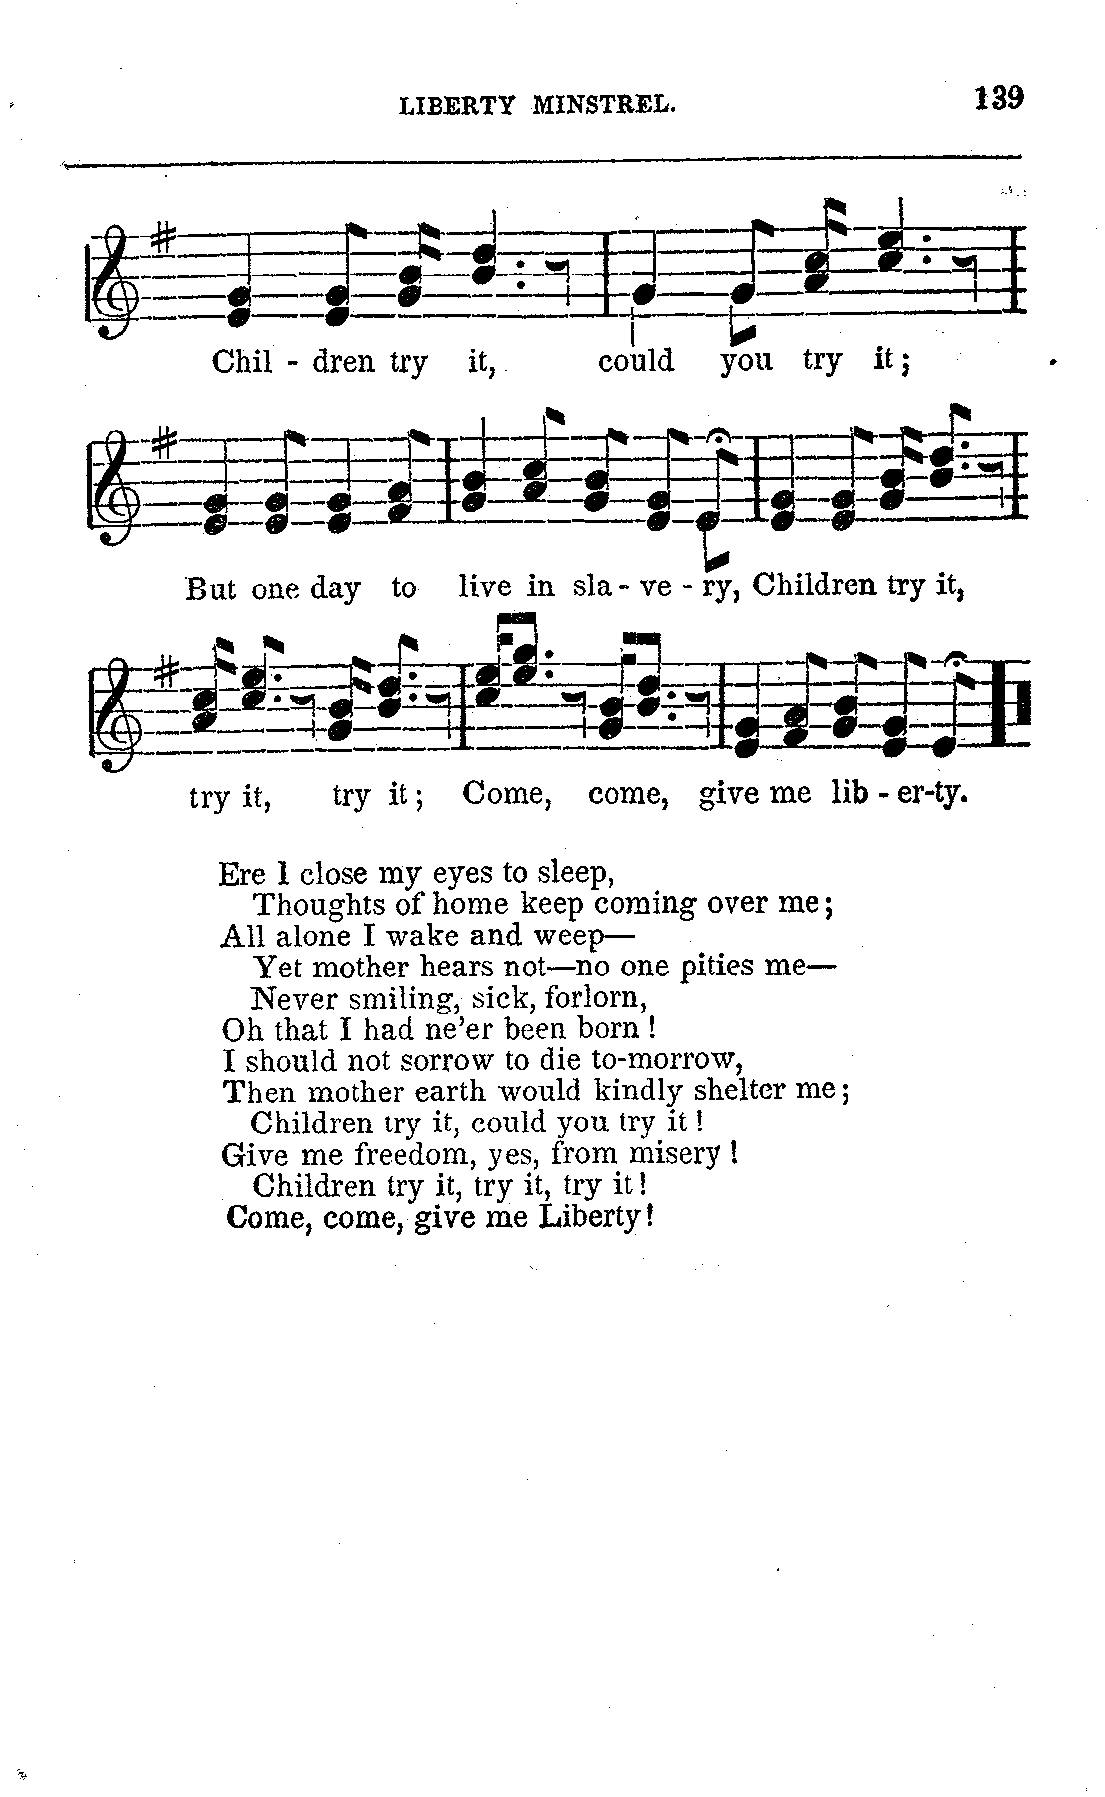 LIBERTY MINSTREL. 139
Chil - dren try it, could you try it;
But one day to live in sla - ve - ry, Children try it,
try it, try it; Come, come, give me lib - er-ty.
Ere I close my eyes to sleep,
Thoughts of home keep coming over me;
All alone I wake and weep—
Yet mother hears not—no one pities me—
Never smiling, sick, forlorn,
Oh that I had ne'er been born!
I should not sorrow to die to-morrow,
Then mother earth would kindly shelter me;
Children try it, could you try it!
Give me freedom, yes, from misery!
Children try it, try it, try it!
Come, come, give me Liberty!